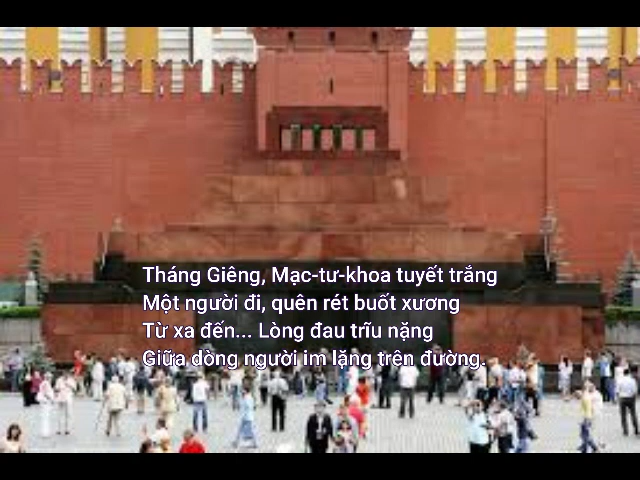 Tháng Giêng, Mạc-tư-khoa tuyết trắng
Một người đi, quên rét buốt xương
Từ xa đến... Lòng đau trĩu nặng
Giữa dòng người im lặng trên đường.